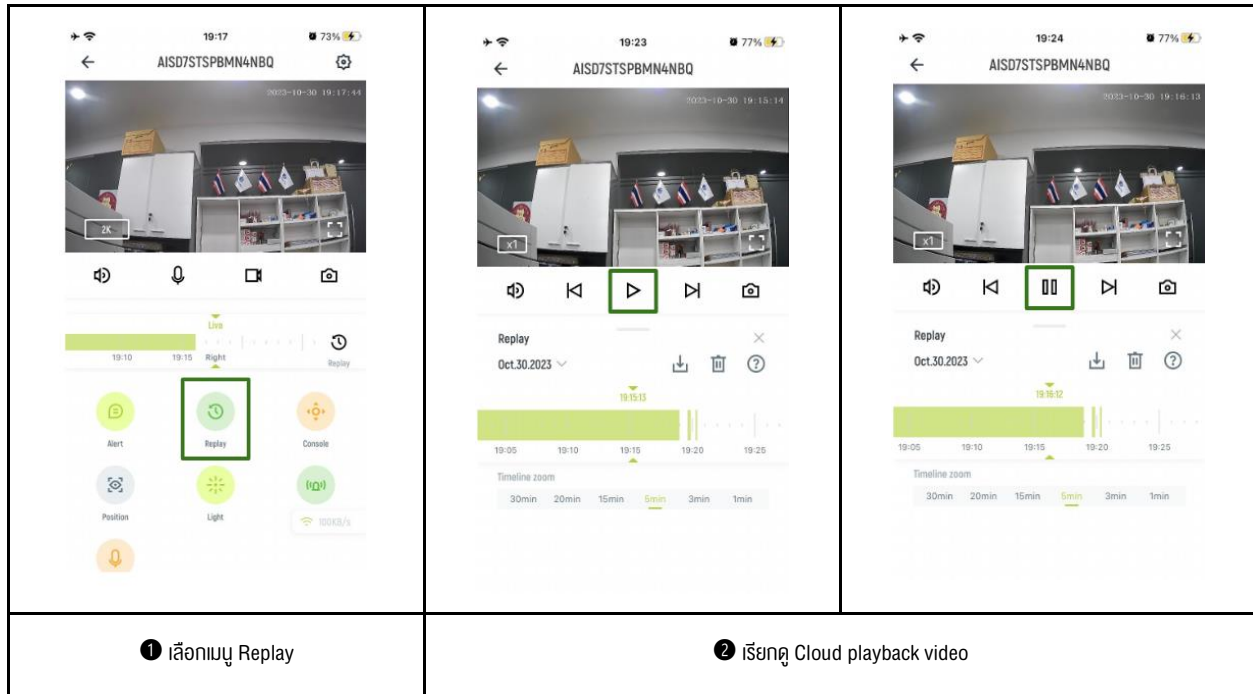 19:17
73%
AISD7STSPBMN4NBQ
2023-10-30 19:17:44
2K
Live
19:10 19:15 Right
Replay
Alert Replay Console
Position Light
100KB/s
19:23
77%
AISD7STSPBMN4NBQ
2023-10-30 19:15:14
x1
Replay
Oct.30.2023
19:15:13
19:05 19:10 19:15 19:20 19:25
Timeline zoom
30min 20min 15min 5min 3min 1min
19:24
77%
AISD7STSPBMN4NBQ
2023-10-30 19:16:13
x1
Replay
Oct.30.2023
19:16:12
19:05 19:10 19:15 19:20 19:25
Timeline zoom
30min 20min 15min 5min 3min 1min
❶ เลือกเมนู Replay
❷ เรียกดู Cloud playback video